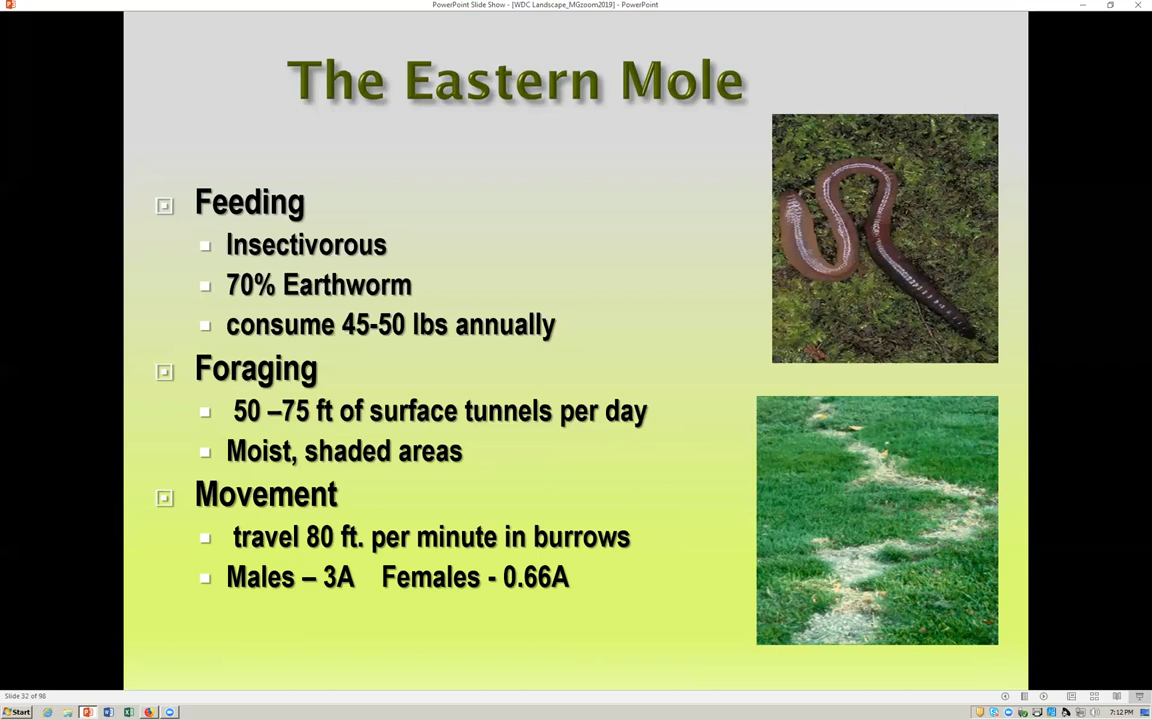 PowerPoint Slide Show - [WDC Landscape_MGzoom2019] - PowerPoint
The Eastern Mole
Feeding
Insectivorous
70% Earthworm
consume 45-50 lbs annually
Foraging
50 –75 ft of surface tunnels per day
Moist, shaded areas
Movement
travel 80 ft. per minute in burrows
Males – 3A Females - 0.66A
Slide 32 of 98
Start
7:12 PM